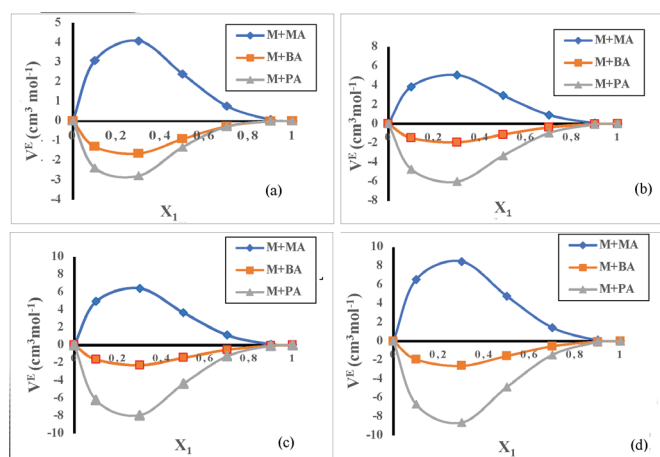 5
4
3
2
1
0
-1
-2
-3
-4
V^E (cm³ mol⁻¹)
0 0,2 0,4 0,6 0,8 1
X₁
M+MA
M+BA
M+PA
(a)
8
6
4
2
0
-2
-4
-6
-8
V^E (cm³ mol⁻¹)
0 0,2 0,4 0,6 0,8 1
X₁
M+MA
M+BA
M+PA
(b)
10
8
6
4
2
0
-2
-4
-6
-8
-10
V^E (cm³mol⁻¹)
0 0,2 0,4 0,6 0,8 1
X₁
M+MA
M+BA
M+PA
(c)
10
8
6
4
2
0
-2
-4
-6
-8
-10
V^E (cm³mol⁻¹)
0 0,2 0,4 0,6 0,8 1
X₁
M+MA
M+BA
M+PA
(d)